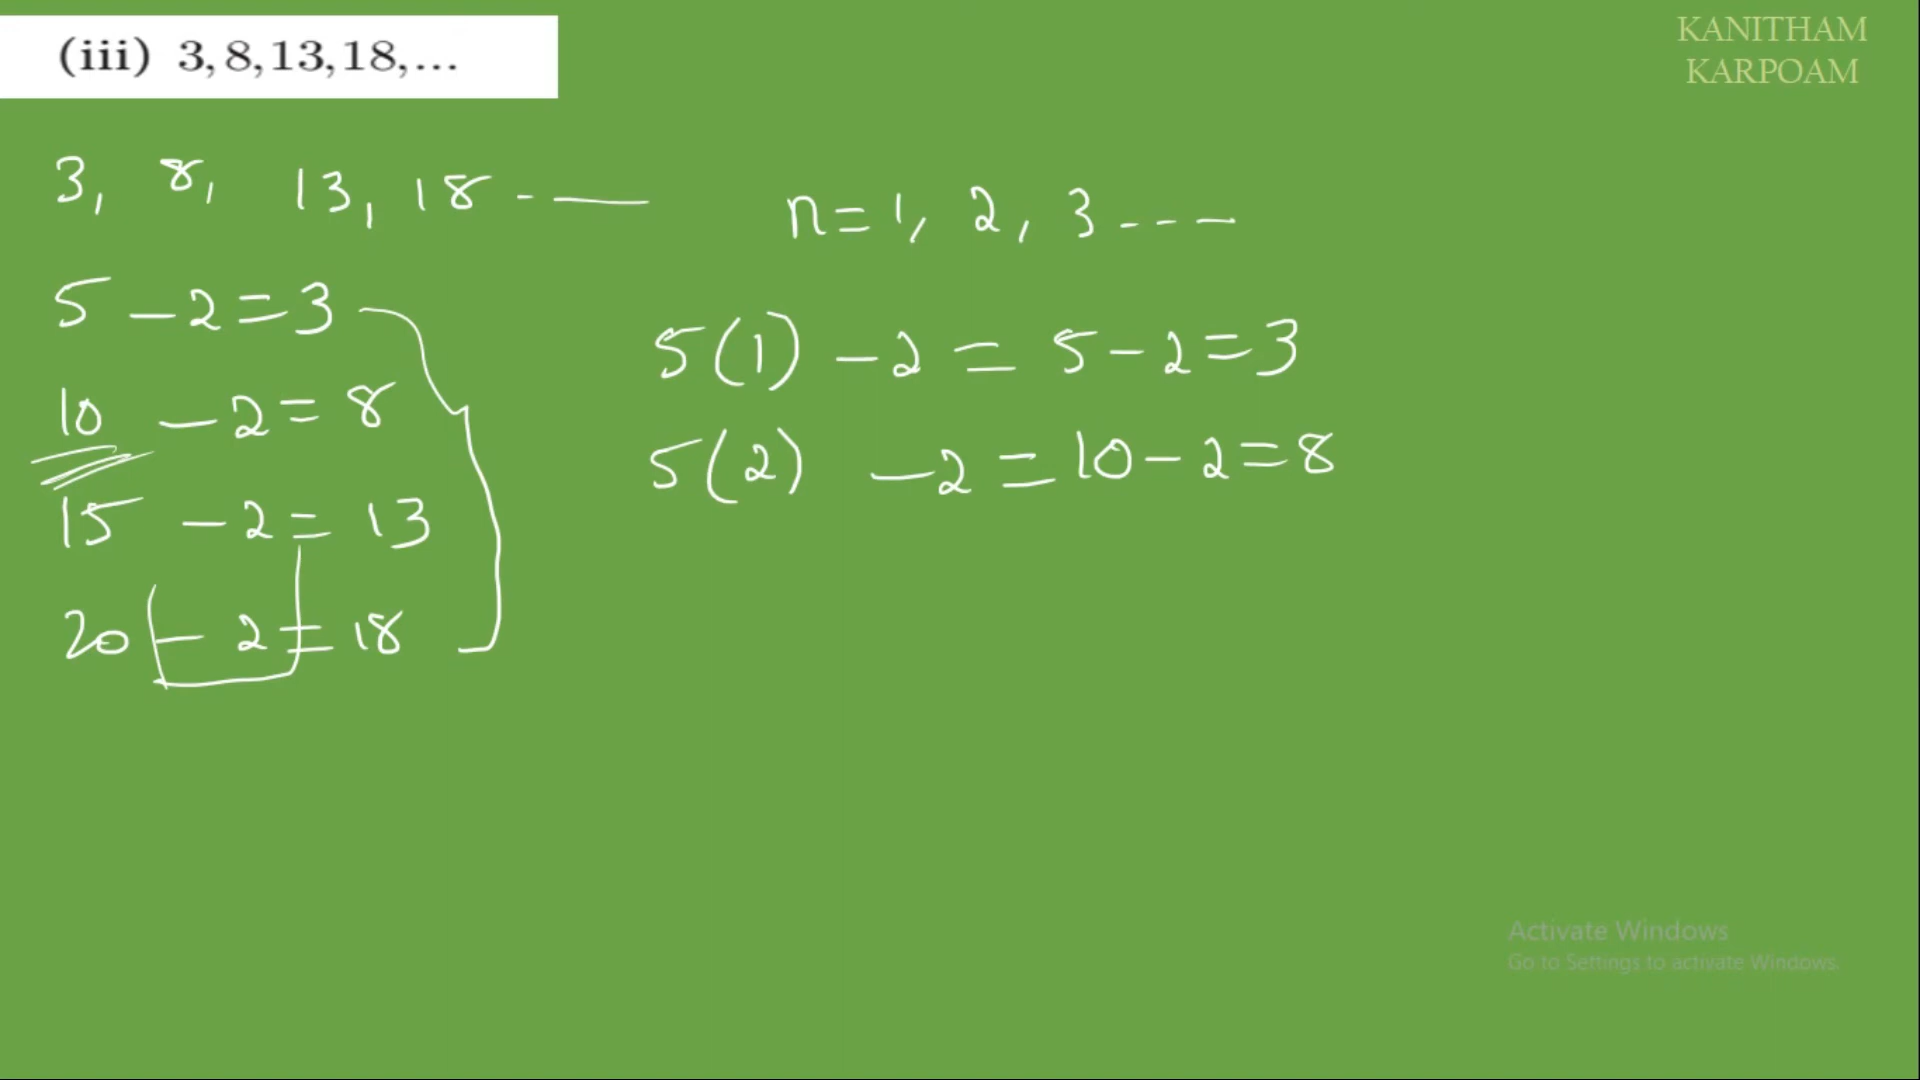 (iii) 3, 8, 13, 18, ...
KANITHAM
KARPOAM
3, 8, 13, 18 - —
5 - 2 = 3
10 - 2 = 8
15 - 2 = 13
20 - 2 = 18
n = 1, 2, 3 - - -
5(1) - 2 = 5 - 2 = 3
5(2) - 2 = 10 - 2 = 8
Activate Windows
Go to Settings to activate Windows.